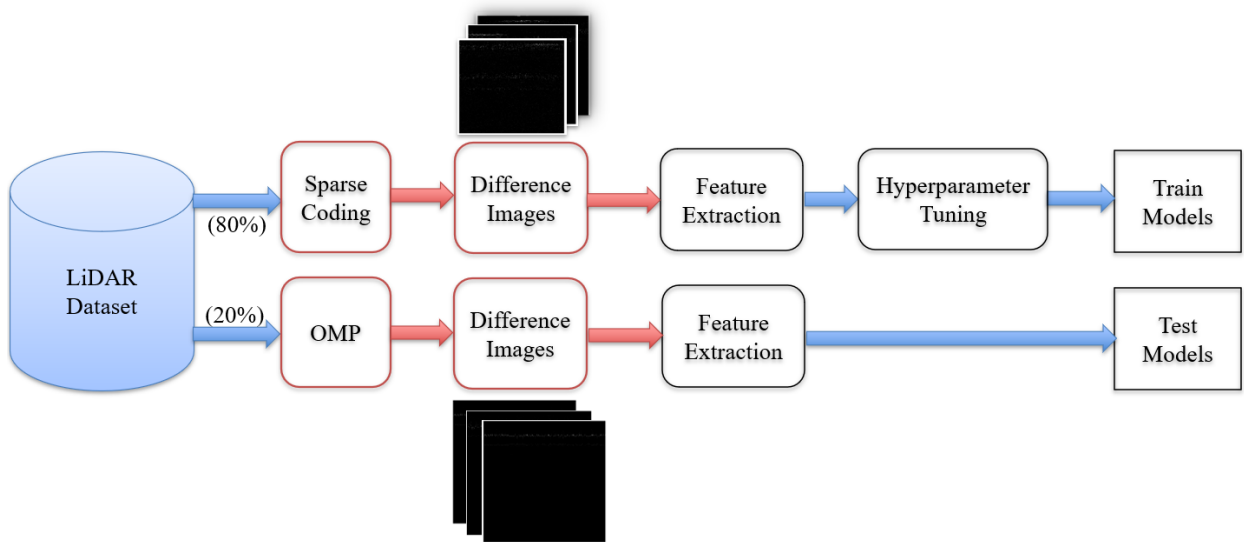 LiDAR
Dataset
(80%)
Sparse
Coding
Difference
Images
Feature
Extraction
Hyperparameter
Tuning
Train
Models
(20%)
OMP
Difference
Images
Feature
Extraction
Test
Models